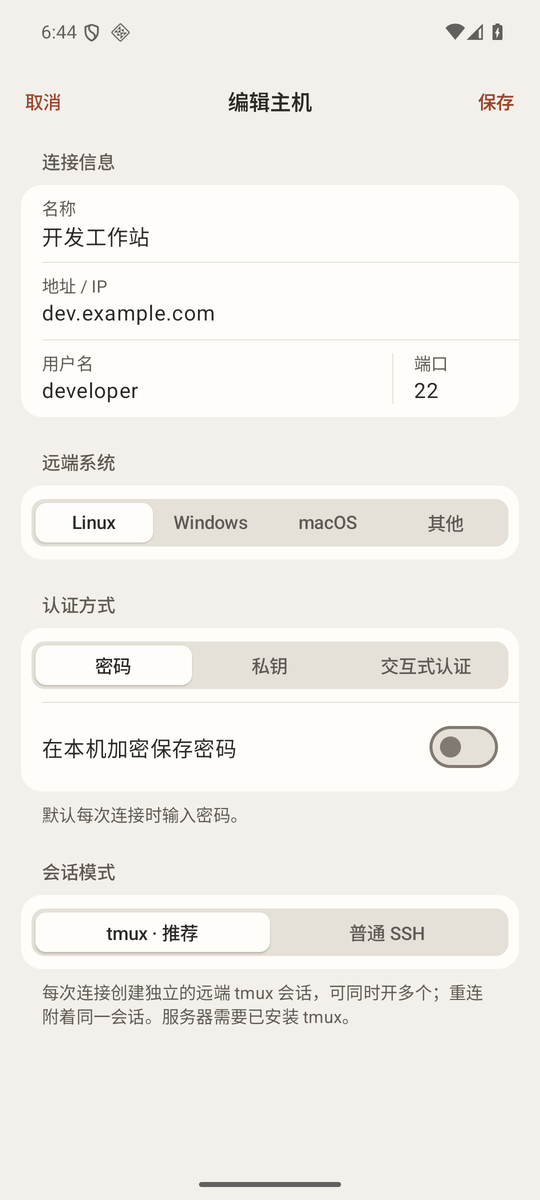 6:44
取消
编辑主机
保存
连接信息
名称
开发工作站
地址 / IP
dev.example.com
用户名
developer
端口
22
远端系统
Linux
Windows
macOS
其他
认证方式
密码
私钥
交互式认证
在本机加密保存密码
默认每次连接时输入密码。
会话模式
tmux · 推荐
普通 SSH
每次连接创建独立的远端 tmux 会话，可同时开多个；重连
附着同一会话。服务器需要已安装 tmux。